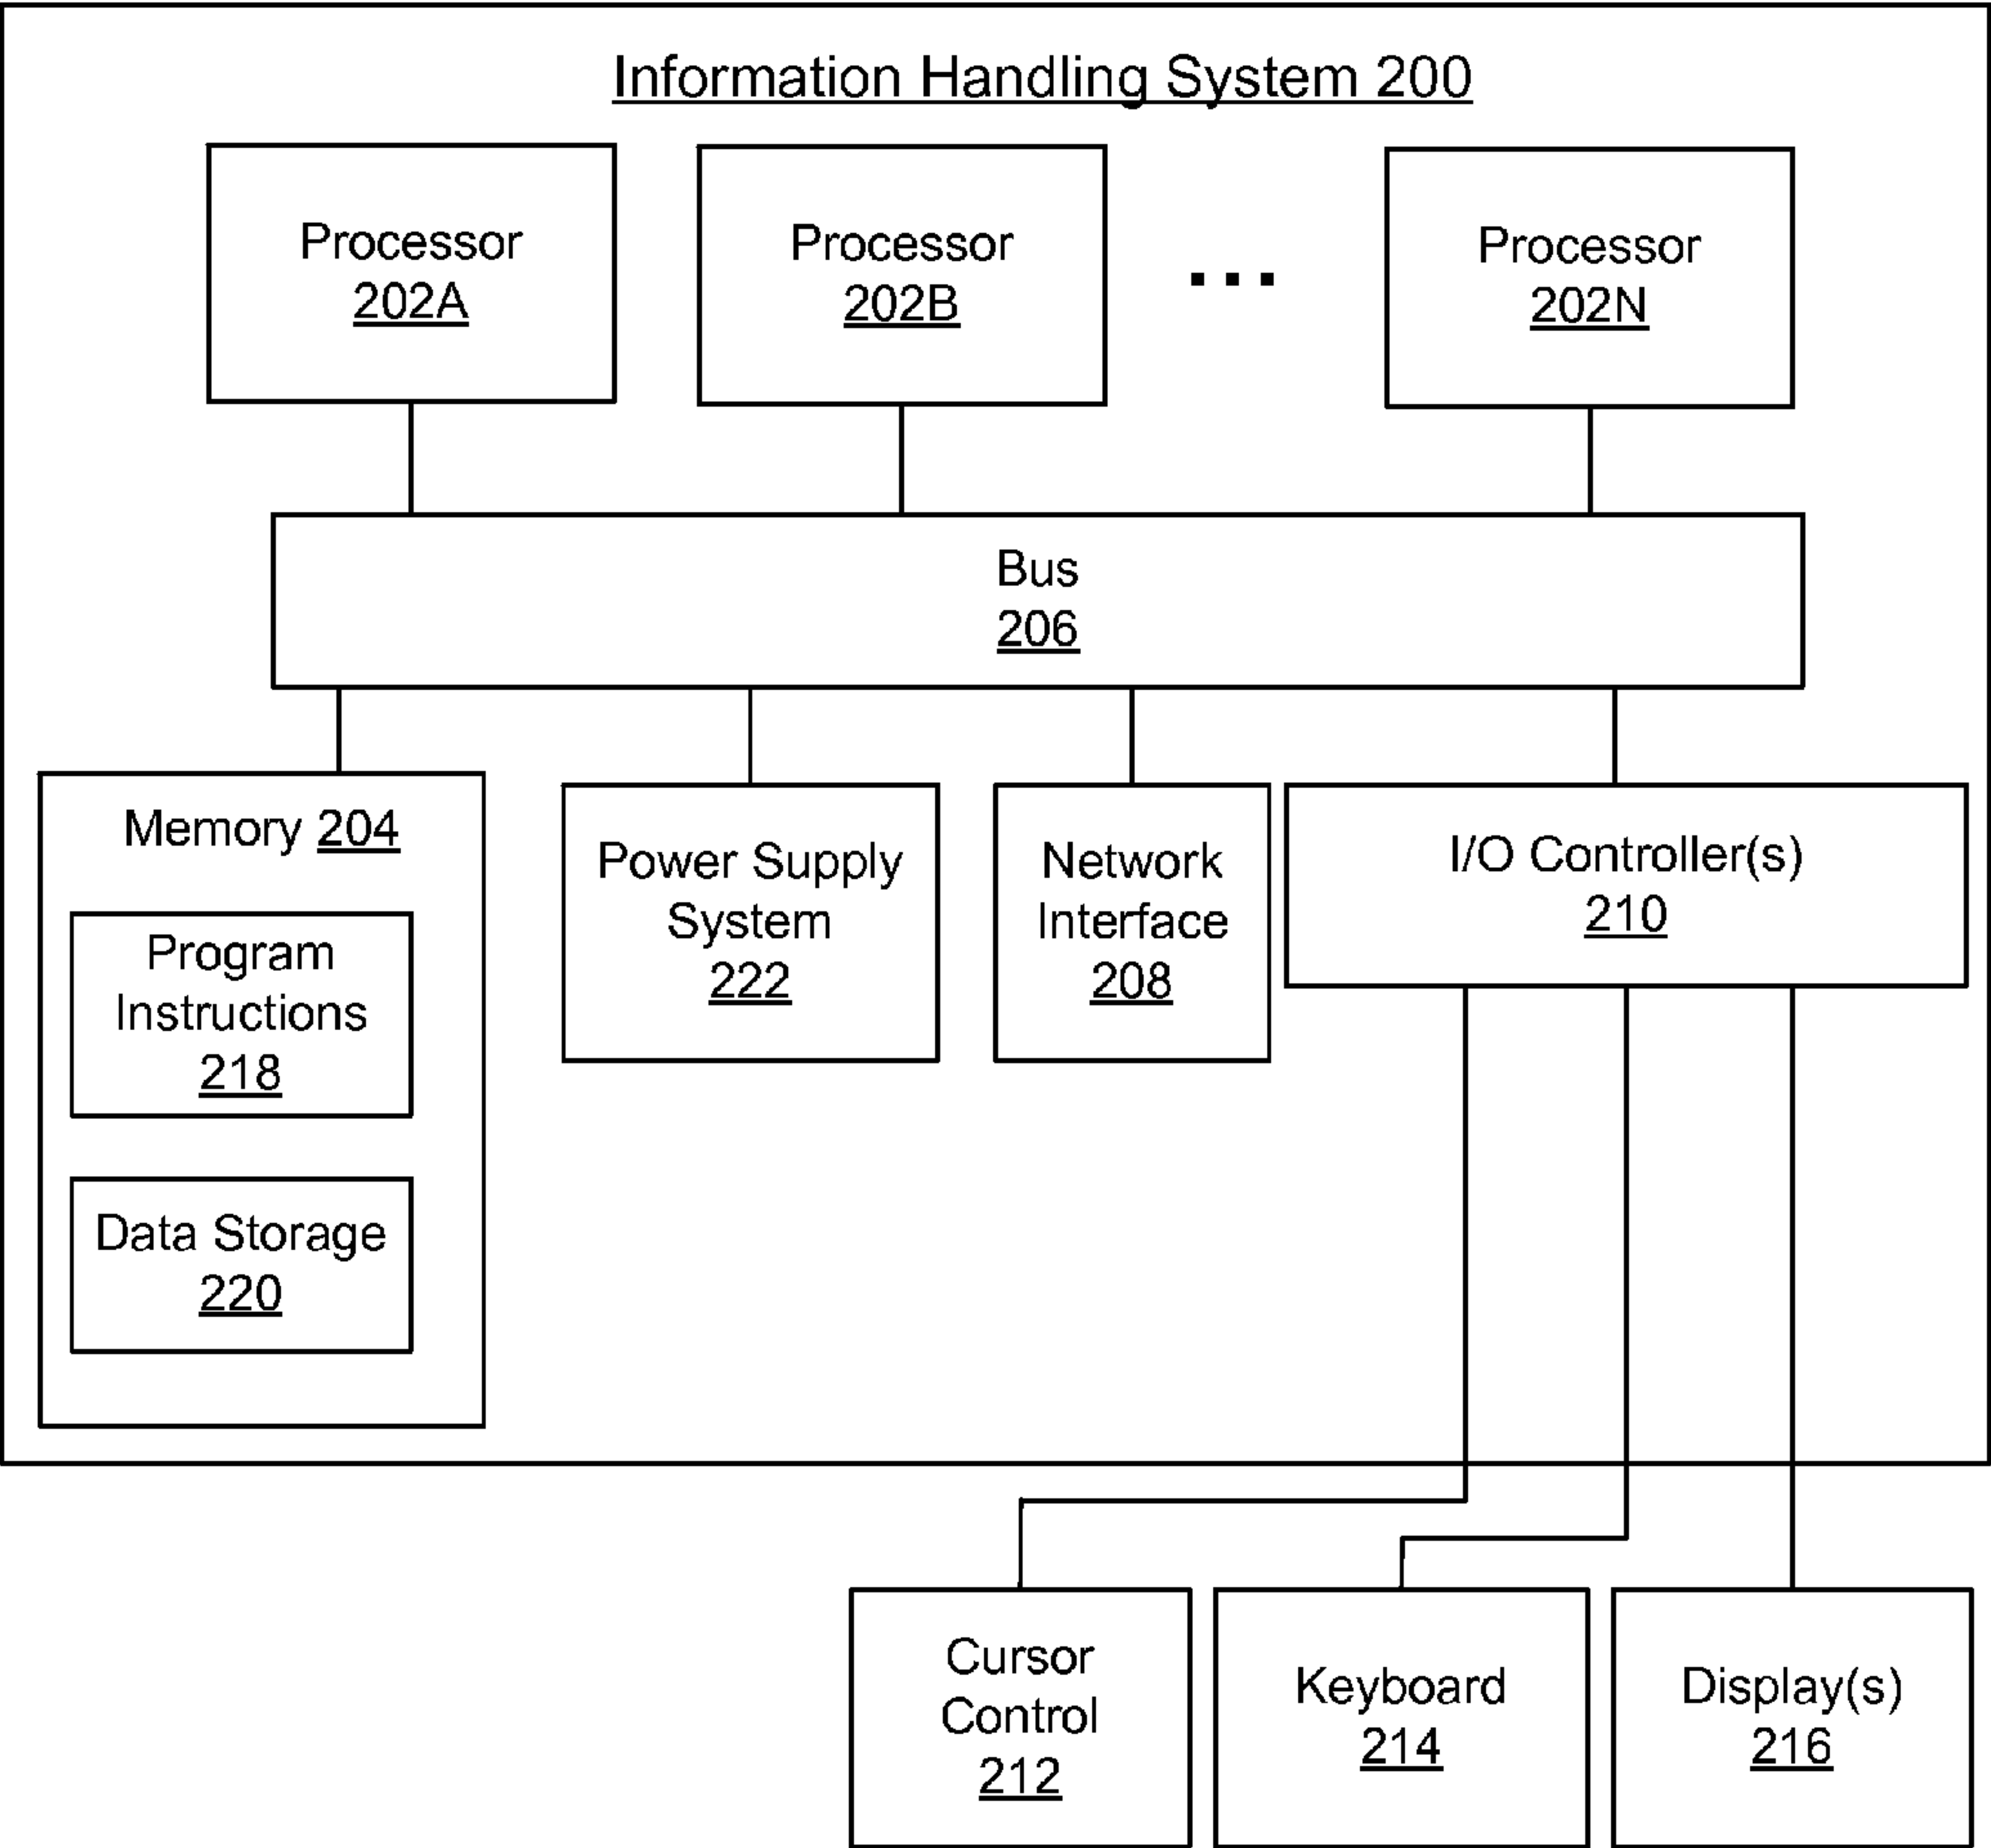 Information Handling System 200
Processor
202A
Processor
202B
...
Processor
202N
Bus
206
Memory 204
Program
Instructions
218
Data Storage
220
Power Supply
System
222
Network
Interface
208
I/O Controller(s)
210
Cursor
Control
212
Keyboard
214
Display(s)
216